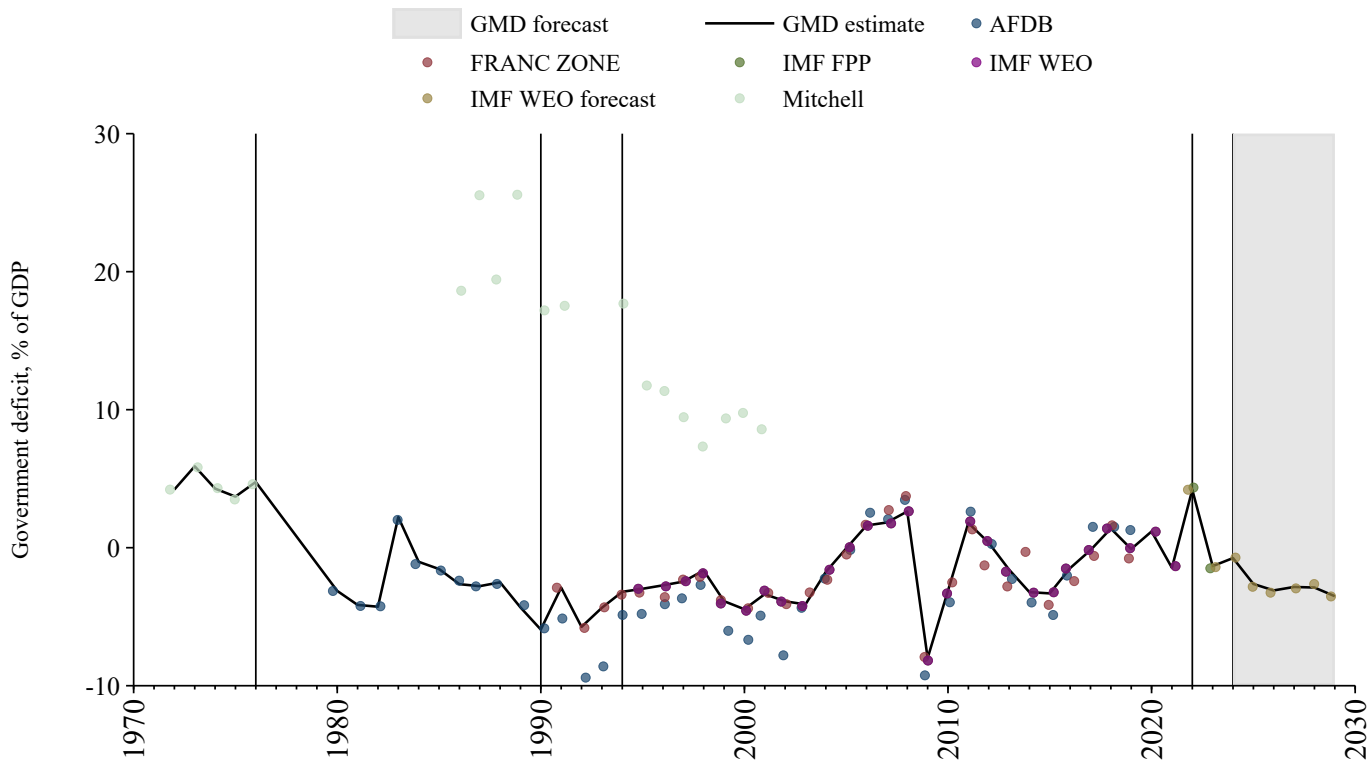 GMD forecast GMD estimate AFDB
FRANC ZONE IMF FPP IMF WEO
IMF WEO forecast Mitchell
Government deficit, % of GDP
30
20
10
0
-10
1970 1980 1990 2000 2010 2020 2030